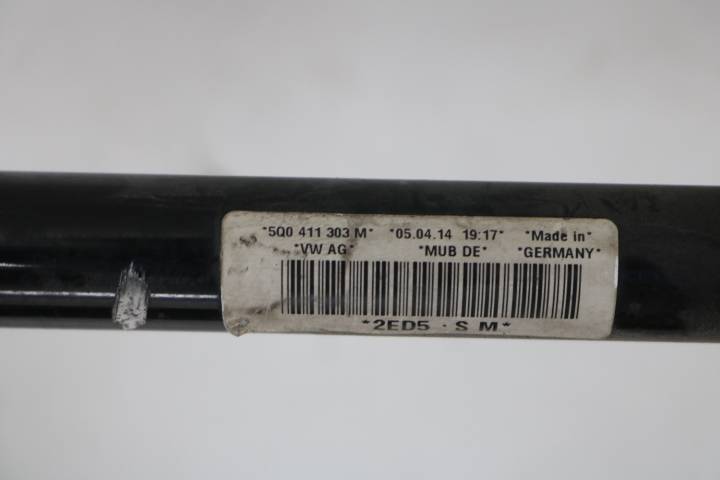 *5Q0 411 303 M* *05.04.14 19:17* *Made in*
*VW AG* *MUB DE* *GERMANY*
*2ED5 · S M*